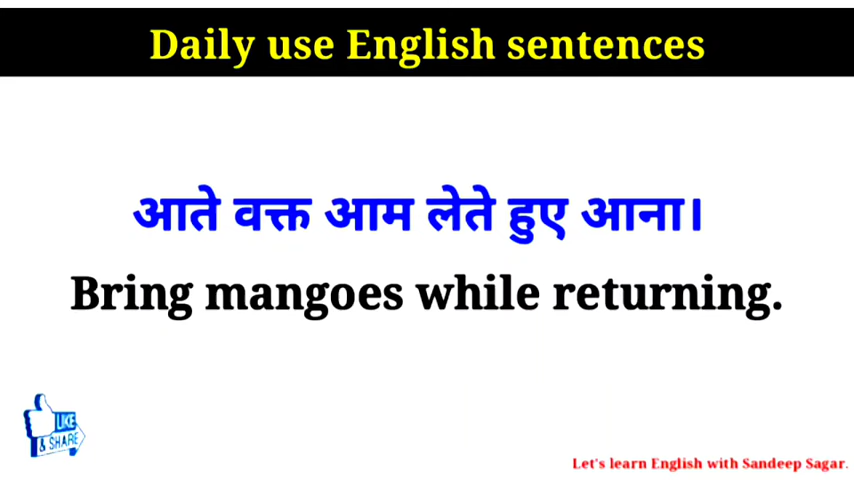 Daily use English sentences
आते वक्त आम लेते हुए आना।
Bring mangoes while returning.
LIKE
& SHARE
Let's learn English with Sandeep Sagar.